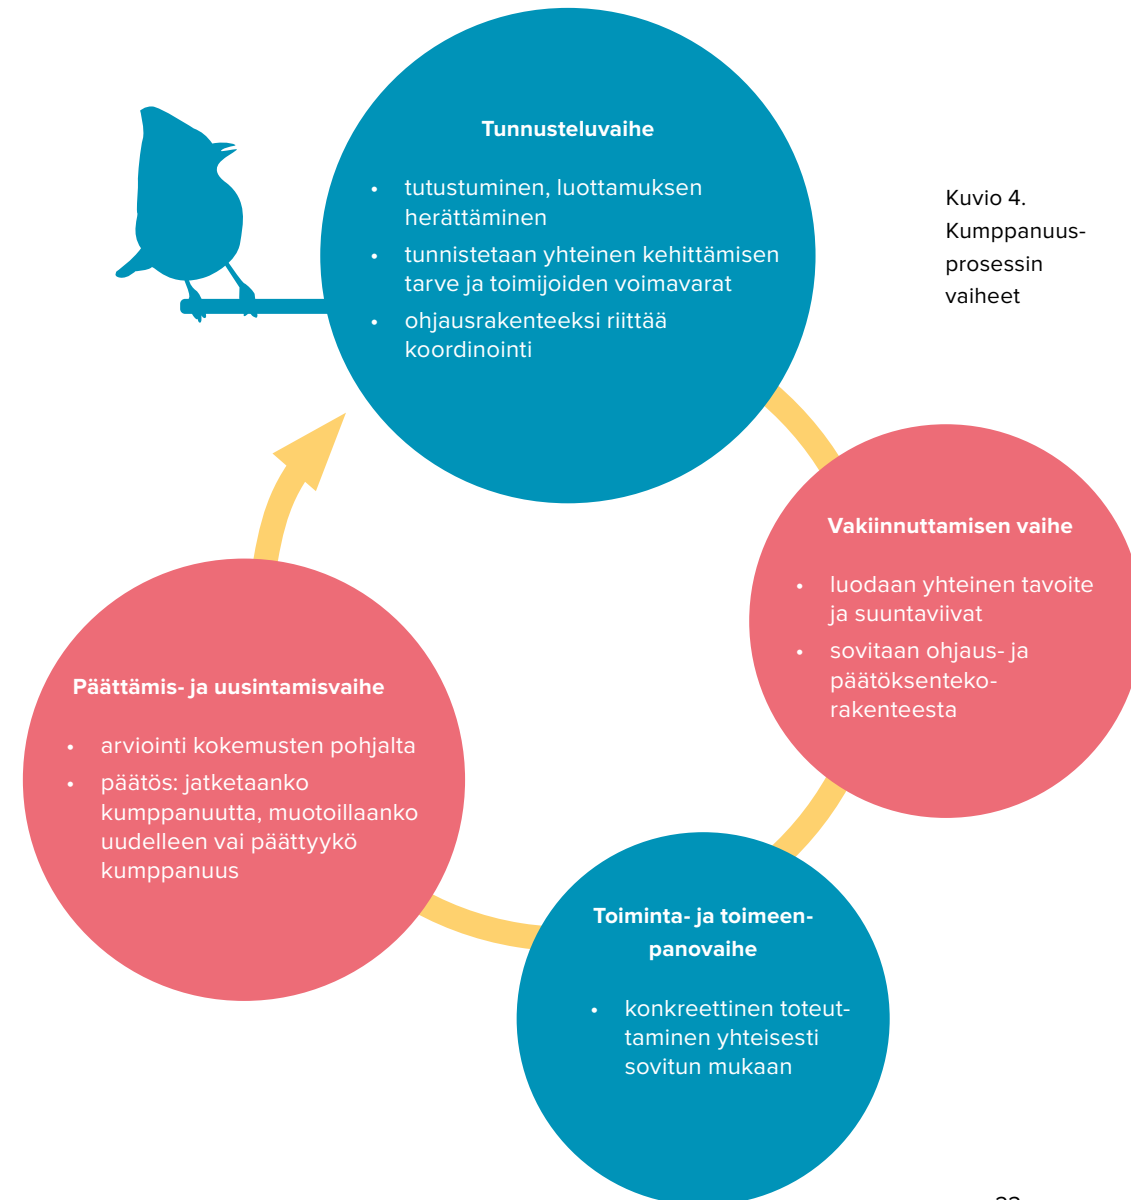 Tunnusteluvaihe
• tutustuminen, luottamuksen
herättäminen
• tunnistetaan yhteinen kehittämisen
tarve ja toimijoiden voimavarat
• ohjausrakenteeksi riittää
koordinointi
Kuvio 4.
Kumppanuus-
prosessin
vaiheet
Vakiinnuttamisen vaihe
• luodaan yhteinen tavoite
ja suuntaviivat
• sovitaan ohjaus- ja
päätöksenteko-
rakenteesta
Päättämis- ja uusintamisvaihe
• arviointi kokemusten pohjalta
• päätös: jatketaanko
kumppanuutta, muotoillaanko
uudelleen vai päättyykö
kumppanuus
Toiminta- ja toimeen-
panovaihe
• konkreettinen toteut-
taminen yhteisesti
sovitun mukaan